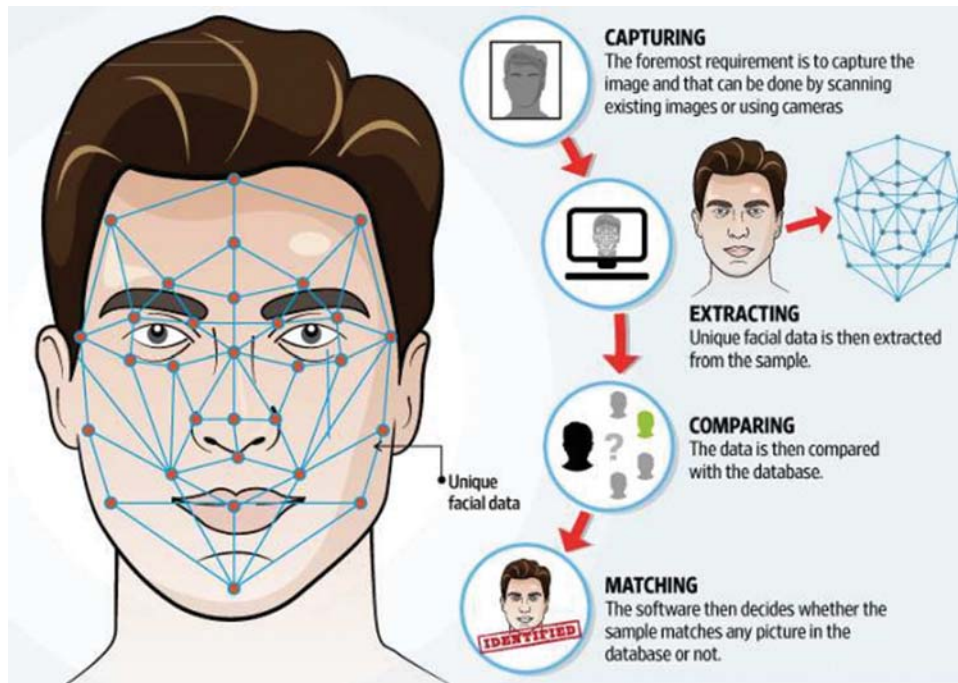 CAPTURING
The foremost requirement is to capture the
image and that can be done by scanning
existing images or using cameras
EXTRACTING
Unique facial data is then extracted
from the sample.
COMPARING
The data is then compared
with the database.
?
Unique
facial data
MATCHING
The software then decides whether the
sample matches any picture in the
database or not.
IDENTIFIED